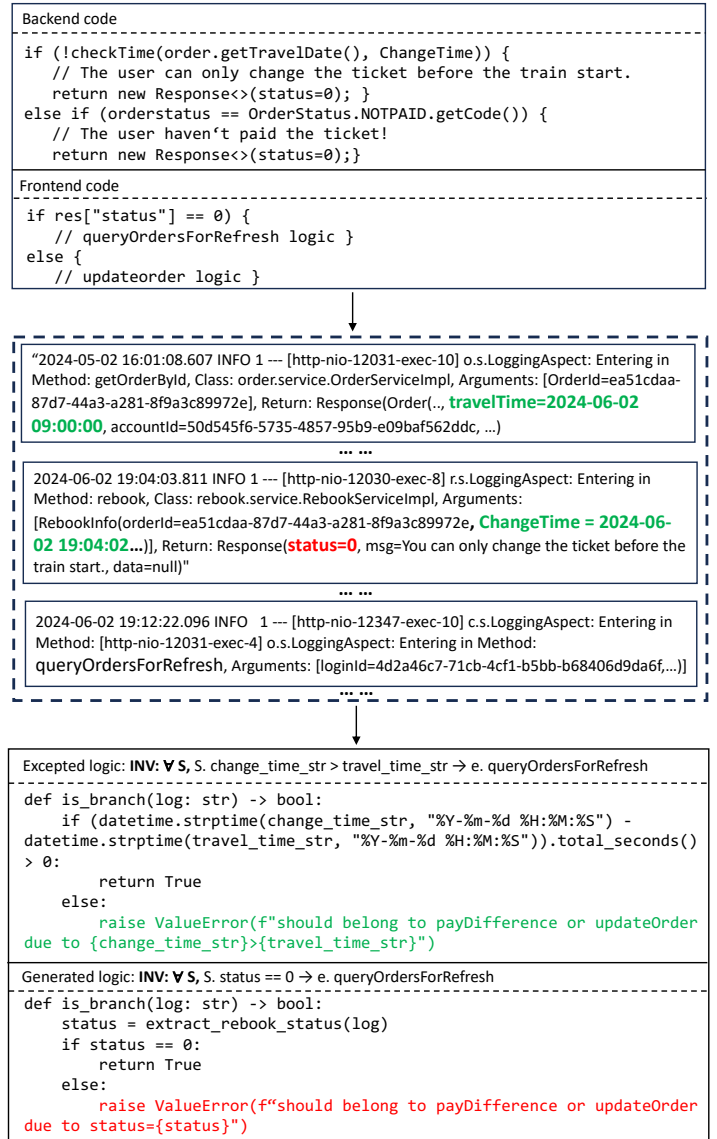 Backend code
if (!checkTime(order.getTravelDate(), ChangeTime)) {
// The user can only change the ticket before the train start.
return new Response<>(status=0); }
else if (orderstatus == OrderStatus.NOTPAID.getCode()) {
// The user haven‘t paid the ticket!
return new Response<>(status=0);}
Frontend code
if res["status"] == 0) {
// queryOrdersForRefresh logic }
else {
// updateorder logic }
“2024-05-02 16:01:08.607 INFO 1 --- [http-nio-12031-exec-10] o.s.LoggingAspect: Entering in
Method: getOrderById, Class: order.service.OrderServiceImpl, Arguments: [OrderId=ea51cdaa-
87d7-44a3-a281-8f9a3c89972e], Return: Response(Order(.., travelTime=2024-06-02
09:00:00, accountId=50d545f6-5735-4857-95b9-e09baf562ddc, …)
… …
2024-06-02 19:04:03.811 INFO 1 --- [http-nio-12030-exec-8] r.s.LoggingAspect: Entering in
Method: rebook, Class: rebook.service.RebookServiceImpl, Arguments:
[RebookInfo(orderId=ea51cdaa-87d7-44a3-a281-8f9a3c89972e, ChangeTime = 2024-06-
02 19:04:02…)], Return: Response(status=0, msg=You can only change the ticket before the
train start., data=null)"
… …
2024-06-02 19:12:22.096 INFO 1 --- [http-nio-12347-exec-10] c.s.LoggingAspect: Entering in
Method: [http-nio-12031-exec-4] o.s.LoggingAspect: Entering in Method:
queryOrdersForRefresh, Arguments: [loginId=4d2a46c7-71cb-4cf1-b5bb-b68406d9da6f,…)]
… …
Excepted logic: INV: ∀ S, S. change_time_str > travel_time_str → e. queryOrdersForRefresh
def is_branch(log: str) -> bool:
if (datetime.strptime(change_time_str, "%Y-%m-%d %H:%M:%S") -
datetime.strptime(travel_time_str, "%Y-%m-%d %H:%M:%S")).total_seconds()
> 0:
return True
else:
raise ValueError(f"should belong to payDifference or updateOrder
due to {change_time_str}>{travel_time_str}")
Generated logic: INV: ∀ S, S. status == 0 → e. queryOrdersForRefresh
def is_branch(log: str) -> bool:
status = extract_rebook_status(log)
if status == 0:
return True
else:
raise ValueError(f“should belong to payDifference or updateOrder
due to status={status}")